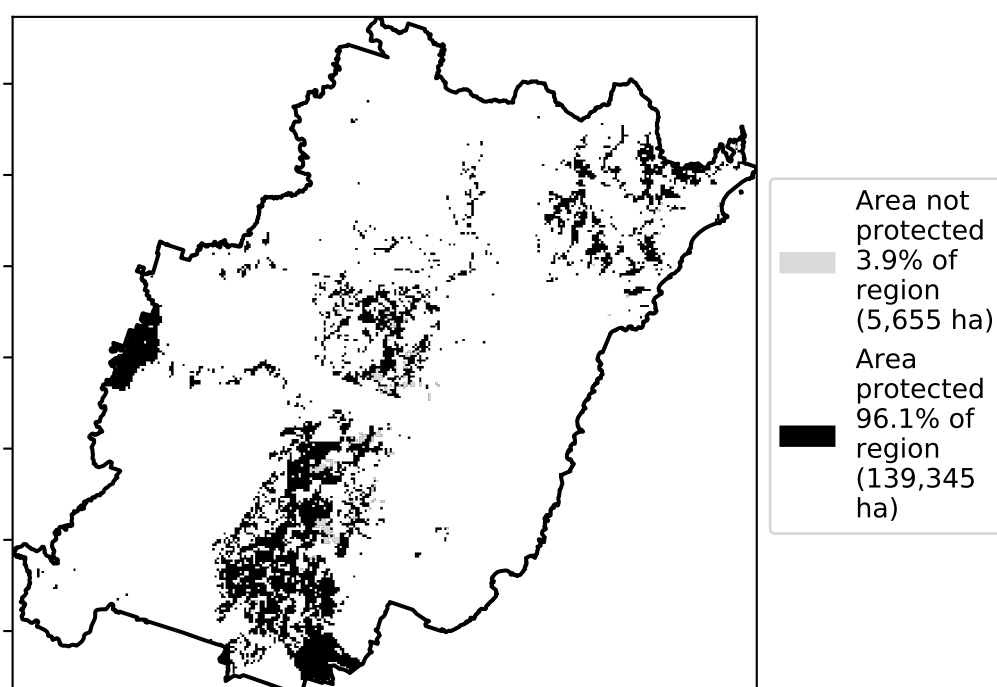 Area not
protected
3.9% of
region
(5,655 ha)
Area
protected
96.1% of
region
(139,345
ha)